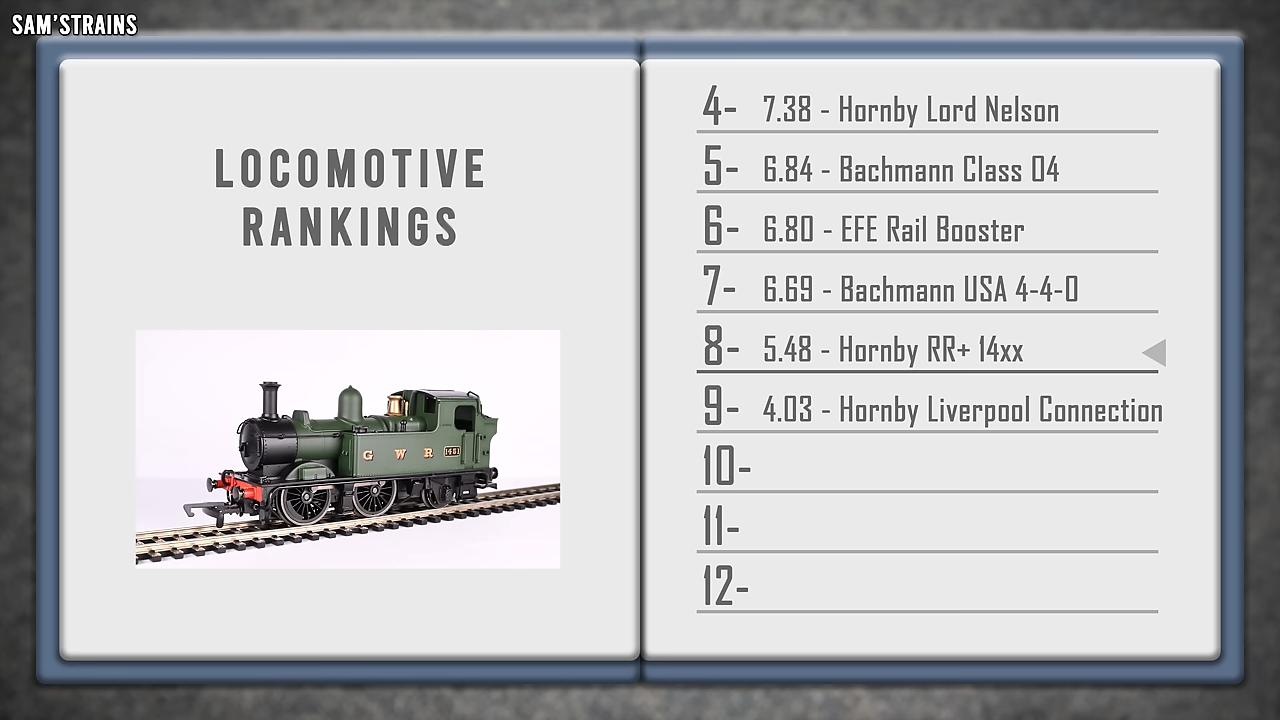 SAM'STRAINS
LOCOMOTIVE
RANKINGS
G W R 1451
4- 7.38 - Hornby Lord Nelson
5- 6.84 - Bachmann Class 04
6- 6.80 - EFE Rail Booster
7- 6.69 - Bachmann USA 4-4-0
8- 5.48 - Hornby RR+ 14xx
9- 4.03 - Hornby Liverpool Connection
10-
11-
12-